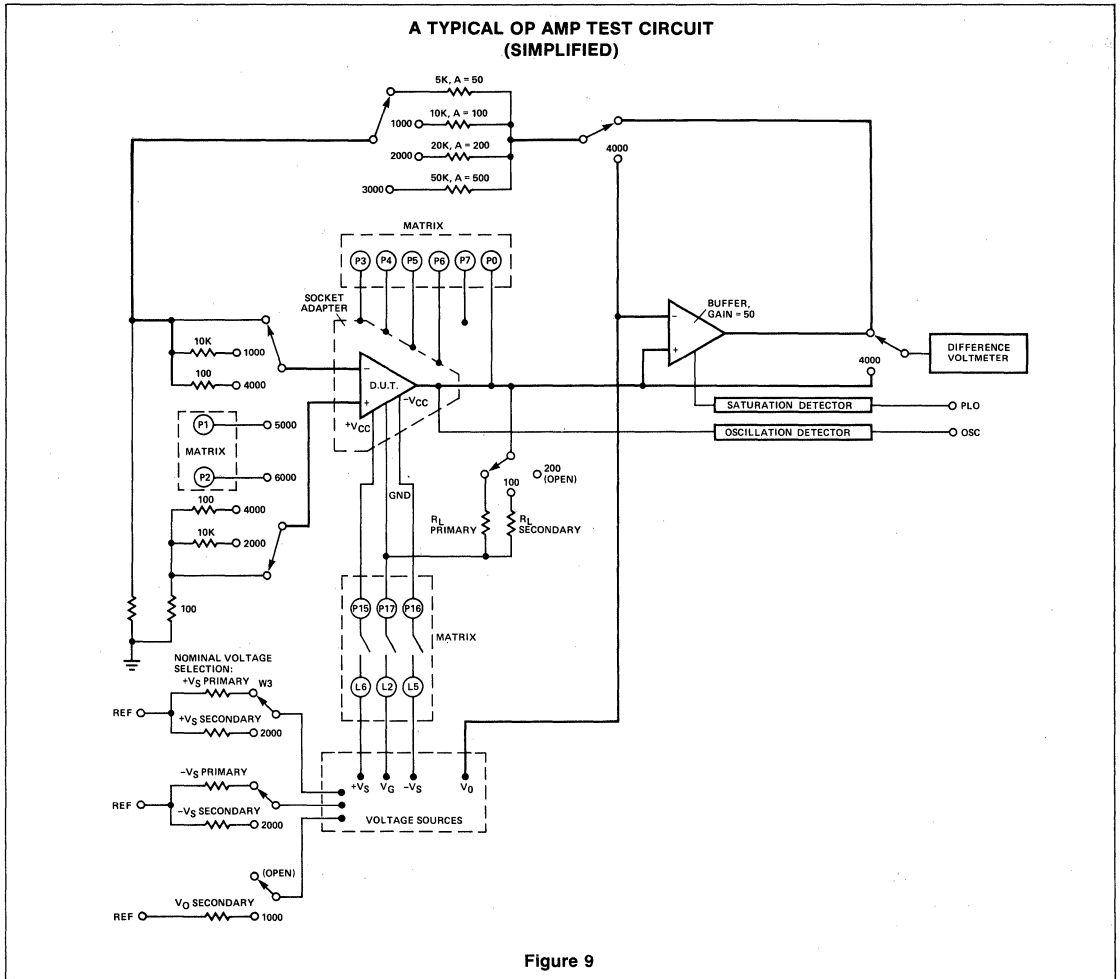 A TYPICAL OP AMP TEST CIRCUIT
(SIMPLIFIED)
5K, A = 50
10K, A = 100
1000
20K, A = 200
2000
50K, A = 500
3000
4000
MATRIX
P3 P4 P5 P6 P7 P0
SOCKET
ADAPTER
BUFFER,
GAIN = 50
−
+
10K
1000
100
4000
−
D.U.T.
+
−VCC
+VCC
4000
DIFFERENCE
VOLTMETER
SATURATION DETECTOR
PLO
OSCILLATION DETECTOR
OSC
P1
5000
MATRIX
P2
6000
100
4000
10K
2000
100
GND
200
(OPEN)
100
RL
PRIMARY
RL
SECONDARY
P15 P17 P16
MATRIX
L6 L2 L5
NOMINAL VOLTAGE
SELECTION:
+VS PRIMARY
W3
REF
+VS SECONDARY
2000
−VS PRIMARY
REF
−VS SECONDARY
2000
+VS VG −VS V0
VOLTAGE SOURCES
(OPEN)
VO SECONDARY
REF
1000
Figure 9